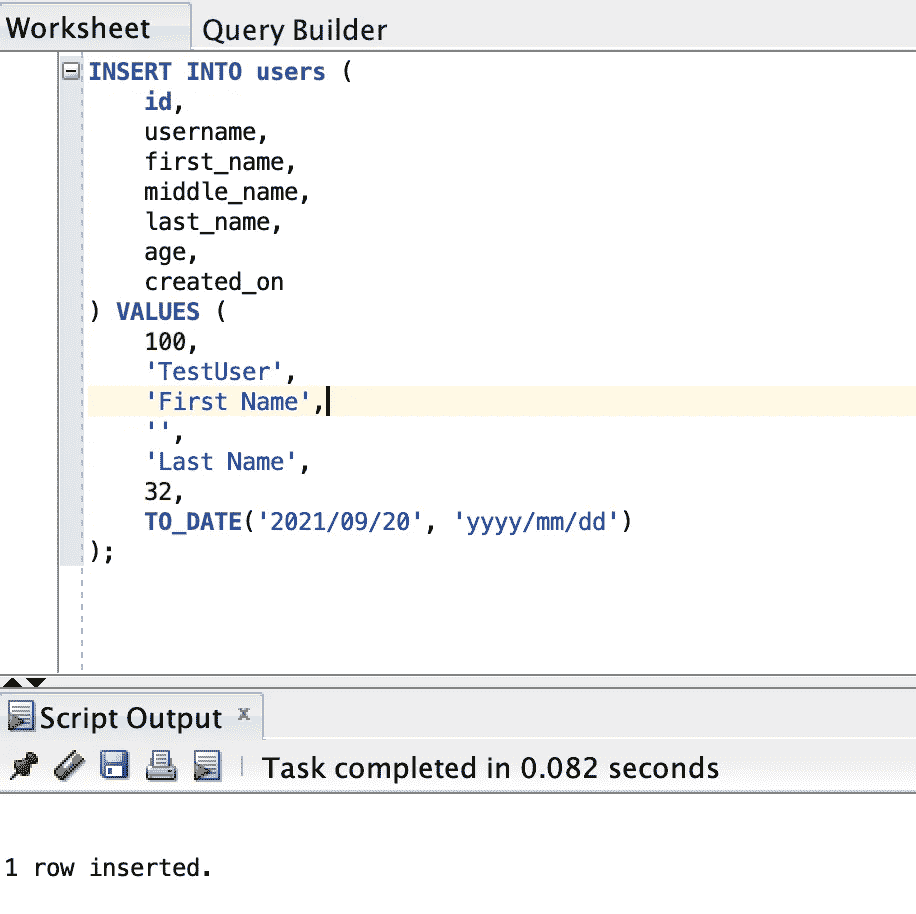 Worksheet Query Builder
INSERT INTO users (
    id,
    username,
    first_name,
    middle_name,
    last_name,
    age,
    created_on
) VALUES (
    100,
    'TestUser',
    'First Name',
    '',
    'Last Name',
    32,
    TO_DATE('2021/09/20', 'yyyy/mm/dd')
);
Script Output x
Task completed in 0.082 seconds
1 row inserted.